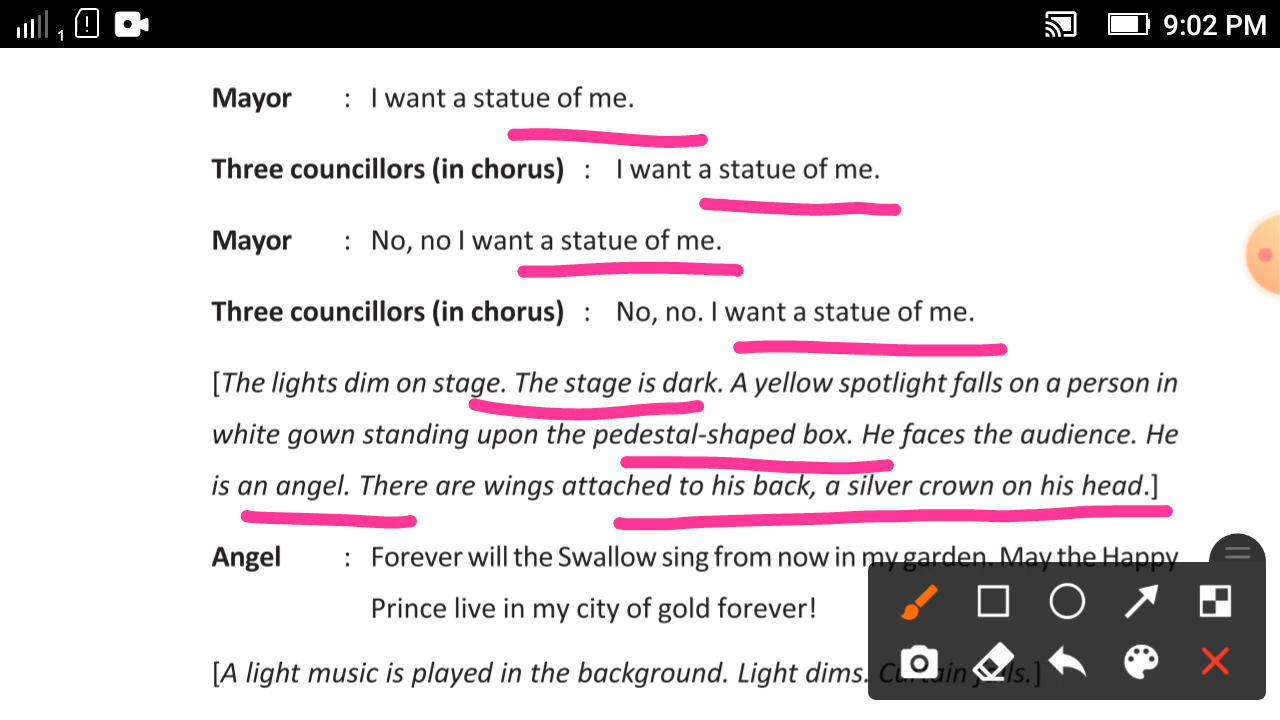 1 9:02 PM
Mayor : I want a statue of me.
Three councillors (in chorus) : I want a statue of me.
Mayor : No, no I want a statue of me.
Three councillors (in chorus) : No, no. I want a statue of me.
[The lights dim on stage. The stage is dark. A yellow spotlight falls on a person in
white gown standing upon the pedestal-shaped box. He faces the audience. He
is an angel. There are wings attached to his back, a silver crown on his head.]
Angel : Forever will the Swallow sing from now in my garden. May the Happy
Prince live in my city of gold forever!
[A light music is played in the background. Light dims. Curtain falls.]